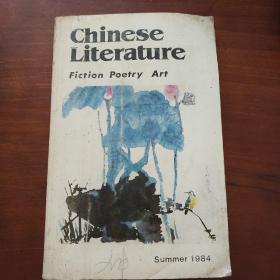 Chinese
Literature
Fiction Poetry Art
Summer 1984